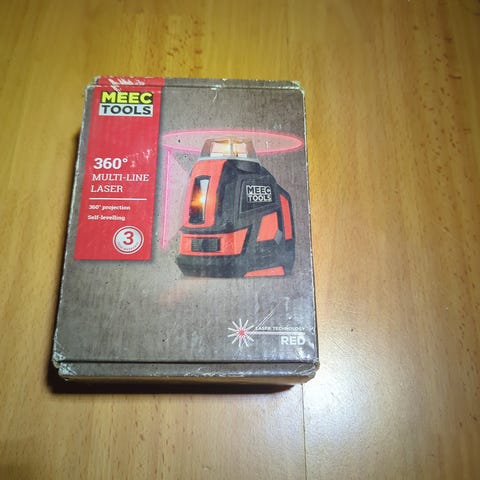 MEEC
TOOLS
360°
MULTI-LINE
LASER
360° projection
Self-levelling
3
MEEC
TOOLS
LASER TECHNOLOGY
RED